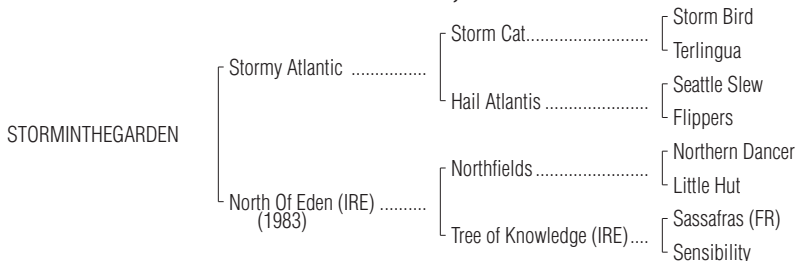 Storm Bird
Storm Cat..........................
Terlingua
Stormy Atlantic ................
Seattle Slew
Hail Atlantis ......................
Flippers
STORMINTHEGARDEN
Northern Dancer
Northfields ........................
Little Hut
North Of Eden (IRE) ..........
(1983)
Sassafras (FR)
Tree of Knowledge (IRE)....
Sensibility